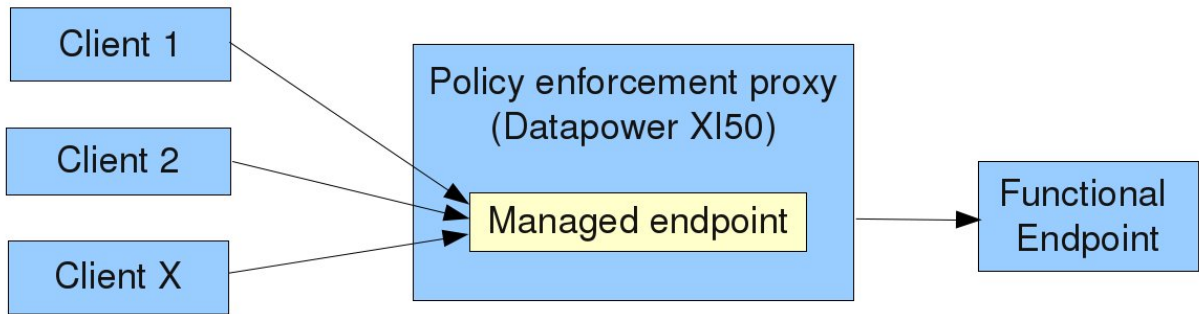 Client 1
Client 2
Client X
Policy enforcement proxy
(Datapower XI50)
Managed endpoint
Functional
Endpoint